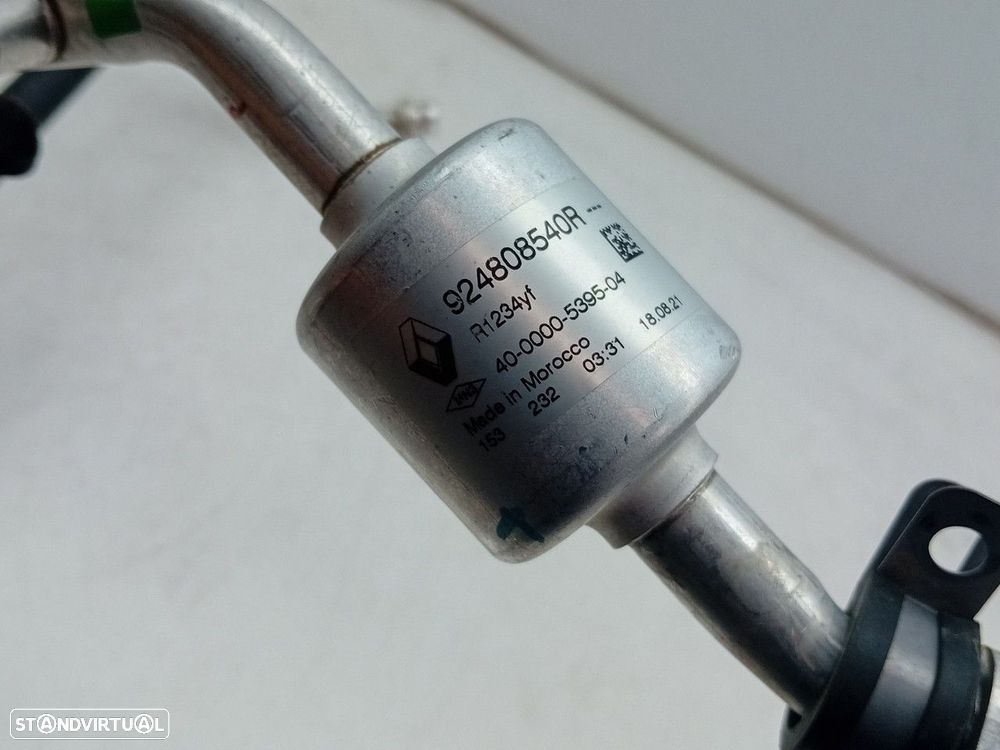 924808540R ---
R1234yf
40-0000-5395-04
Made in Morocco
153 232 03:31 18.08.21
STANDVIRTUAL